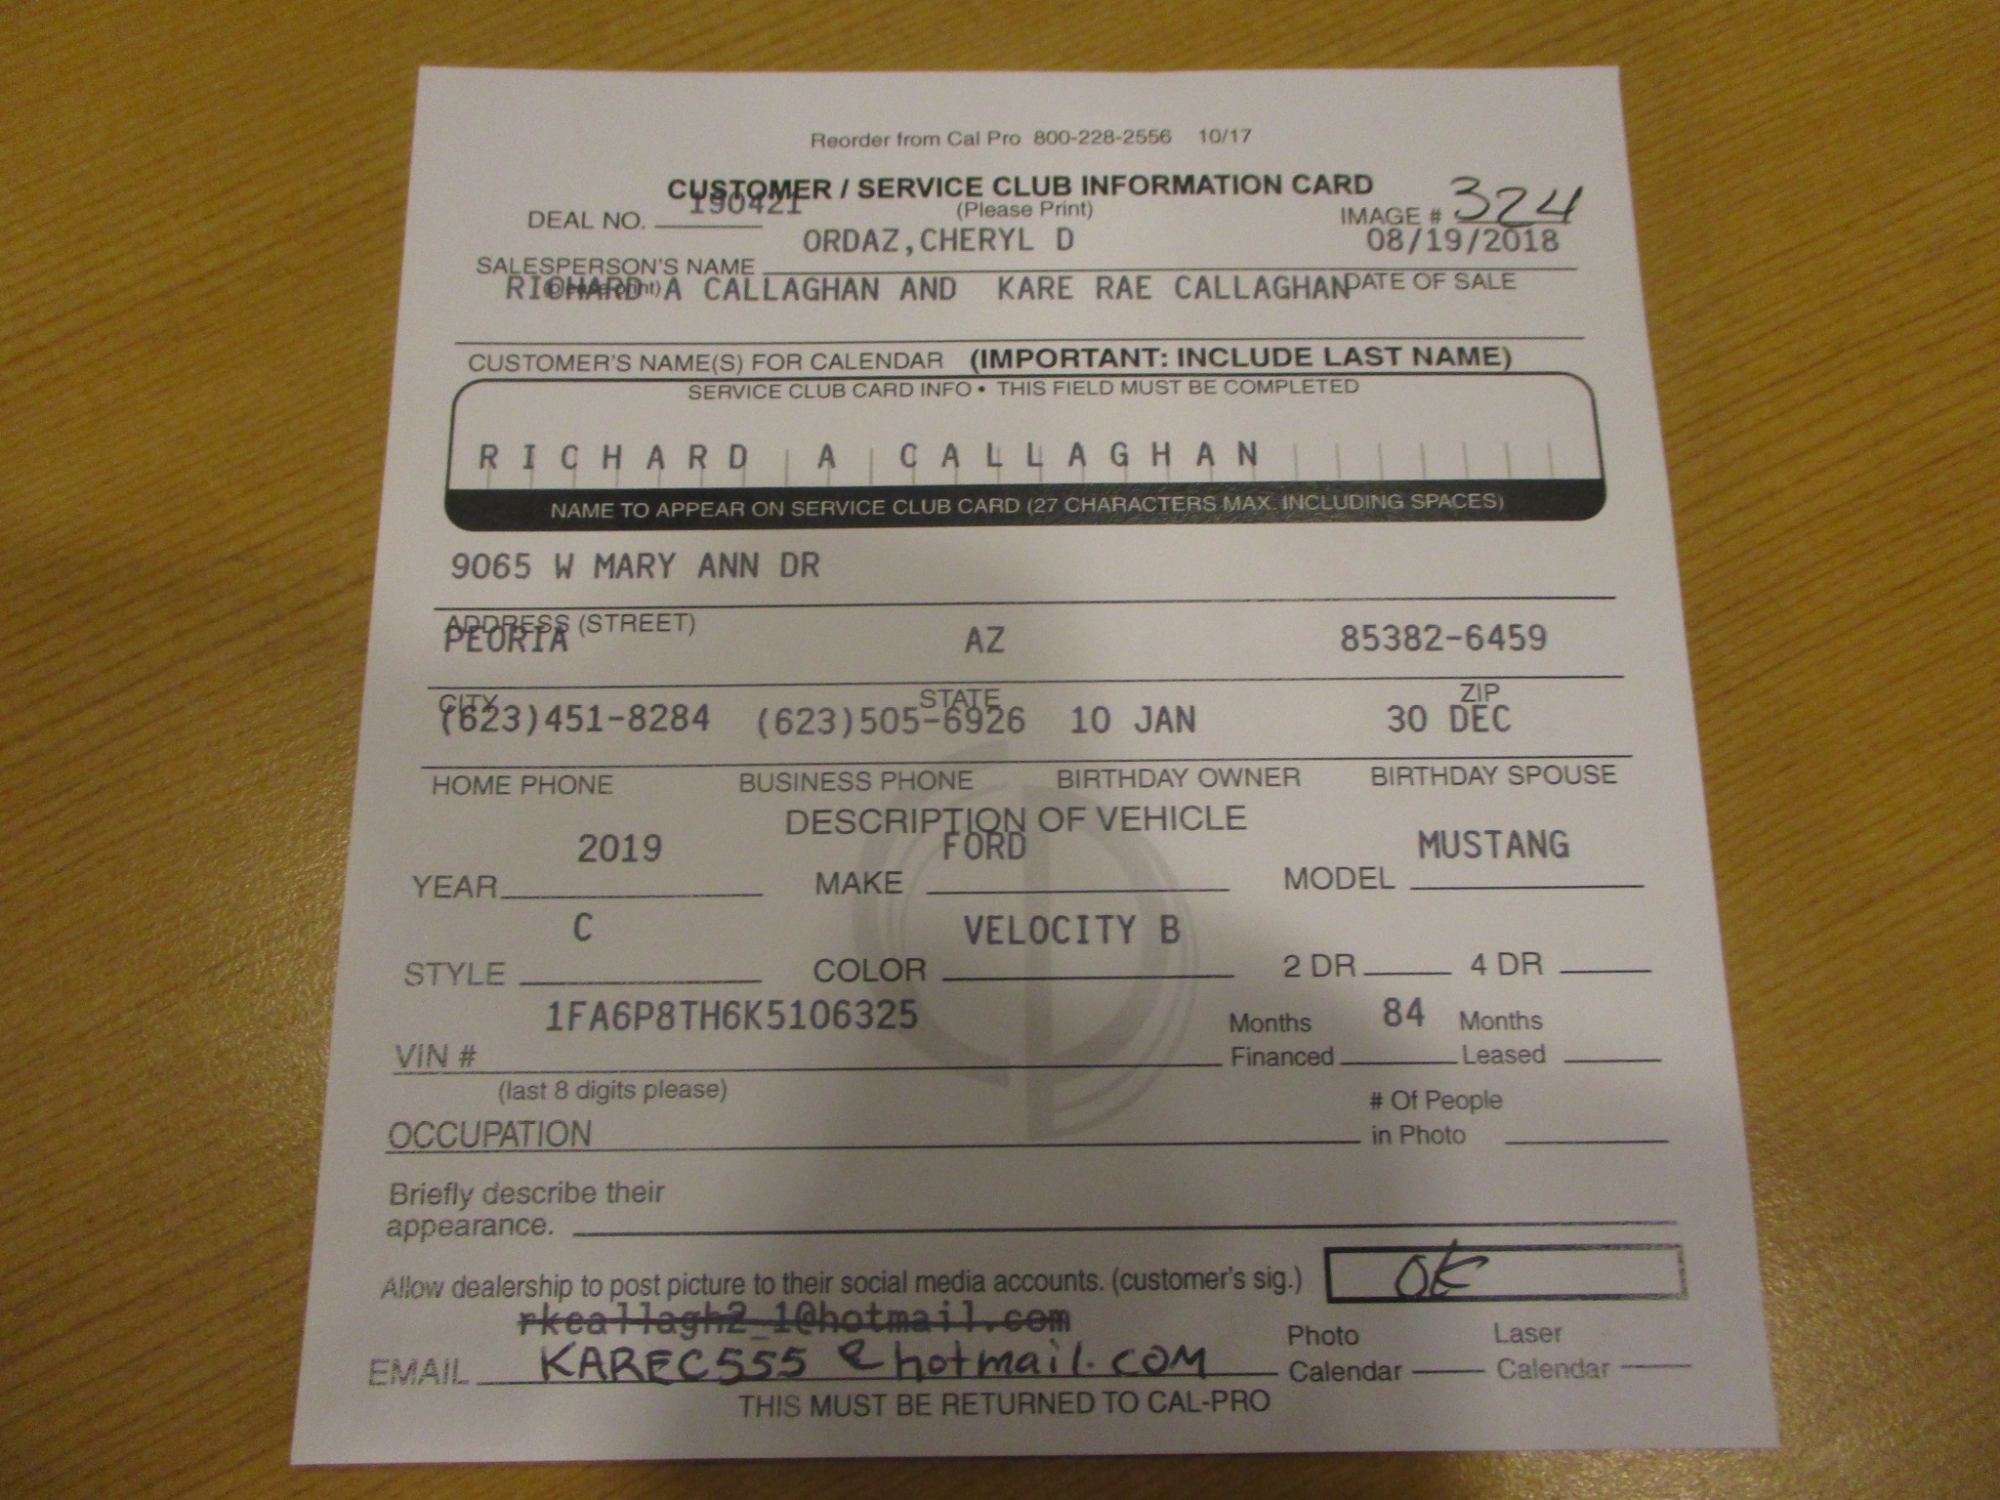 Reorder from Cal Pro 800-228-2556 10/17
CUSTOMER / SERVICE CLUB INFORMATION CARD
(Please Print)
DEAL NO. 190421
IMAGE # 324
ORDAZ,CHERYL D 08/19/2018
SALESPERSON'S NAME
(please print)
DATE OF SALE
RICHARD A CALLAGHAN AND KARE RAE CALLAGHAN
CUSTOMER'S NAME(S) FOR CALENDAR (IMPORTANT: INCLUDE LAST NAME)
SERVICE CLUB CARD INFO • THIS FIELD MUST BE COMPLETED
RICHARD A CALLAGHAN
NAME TO APPEAR ON SERVICE CLUB CARD (27 CHARACTERS MAX. INCLUDING SPACES)
9065 W MARY ANN DR
ADDRESS (STREET)
PEORIA AZ 85382-6459
CITY STATE ZIP
(623)451-8284 (623)505-6926 10 JAN 30 DEC
HOME PHONE BUSINESS PHONE BIRTHDAY OWNER BIRTHDAY SPOUSE
DESCRIPTION OF VEHICLE
2019 FORD MUSTANG
YEAR MAKE MODEL
C VELOCITY B
STYLE COLOR 2 DR 4 DR
1FA6P8TH6K5106325 84
VIN # Months Financed Months Leased
(last 8 digits please)
OCCUPATION # Of People in Photo
Briefly describe their
appearance.
Allow dealership to post picture to their social media accounts. (customer's sig.) OK
rkcallagh2_1@hotmail.com
EMAIL KAREC555@hotmail.com Photo Calendar Laser Calendar
THIS MUST BE RETURNED TO CAL-PRO